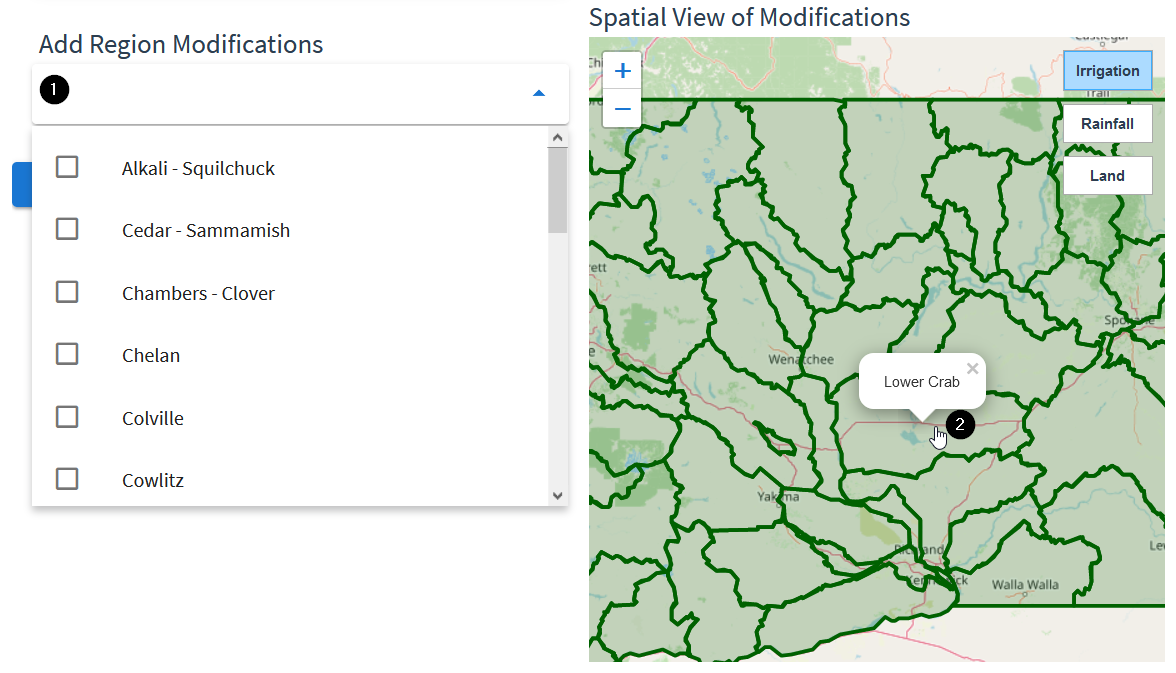 Add Region Modifications
1
Alkali - Squilchuck
Cedar - Sammamish
Chambers - Clover
Chelan
Colville
Cowlitz
Spatial View of Modifications
+
−
Irrigation
Trail
Rainfall
Land
Wenatchee
Lower Crab ×
2
Yakima
Walla Walla